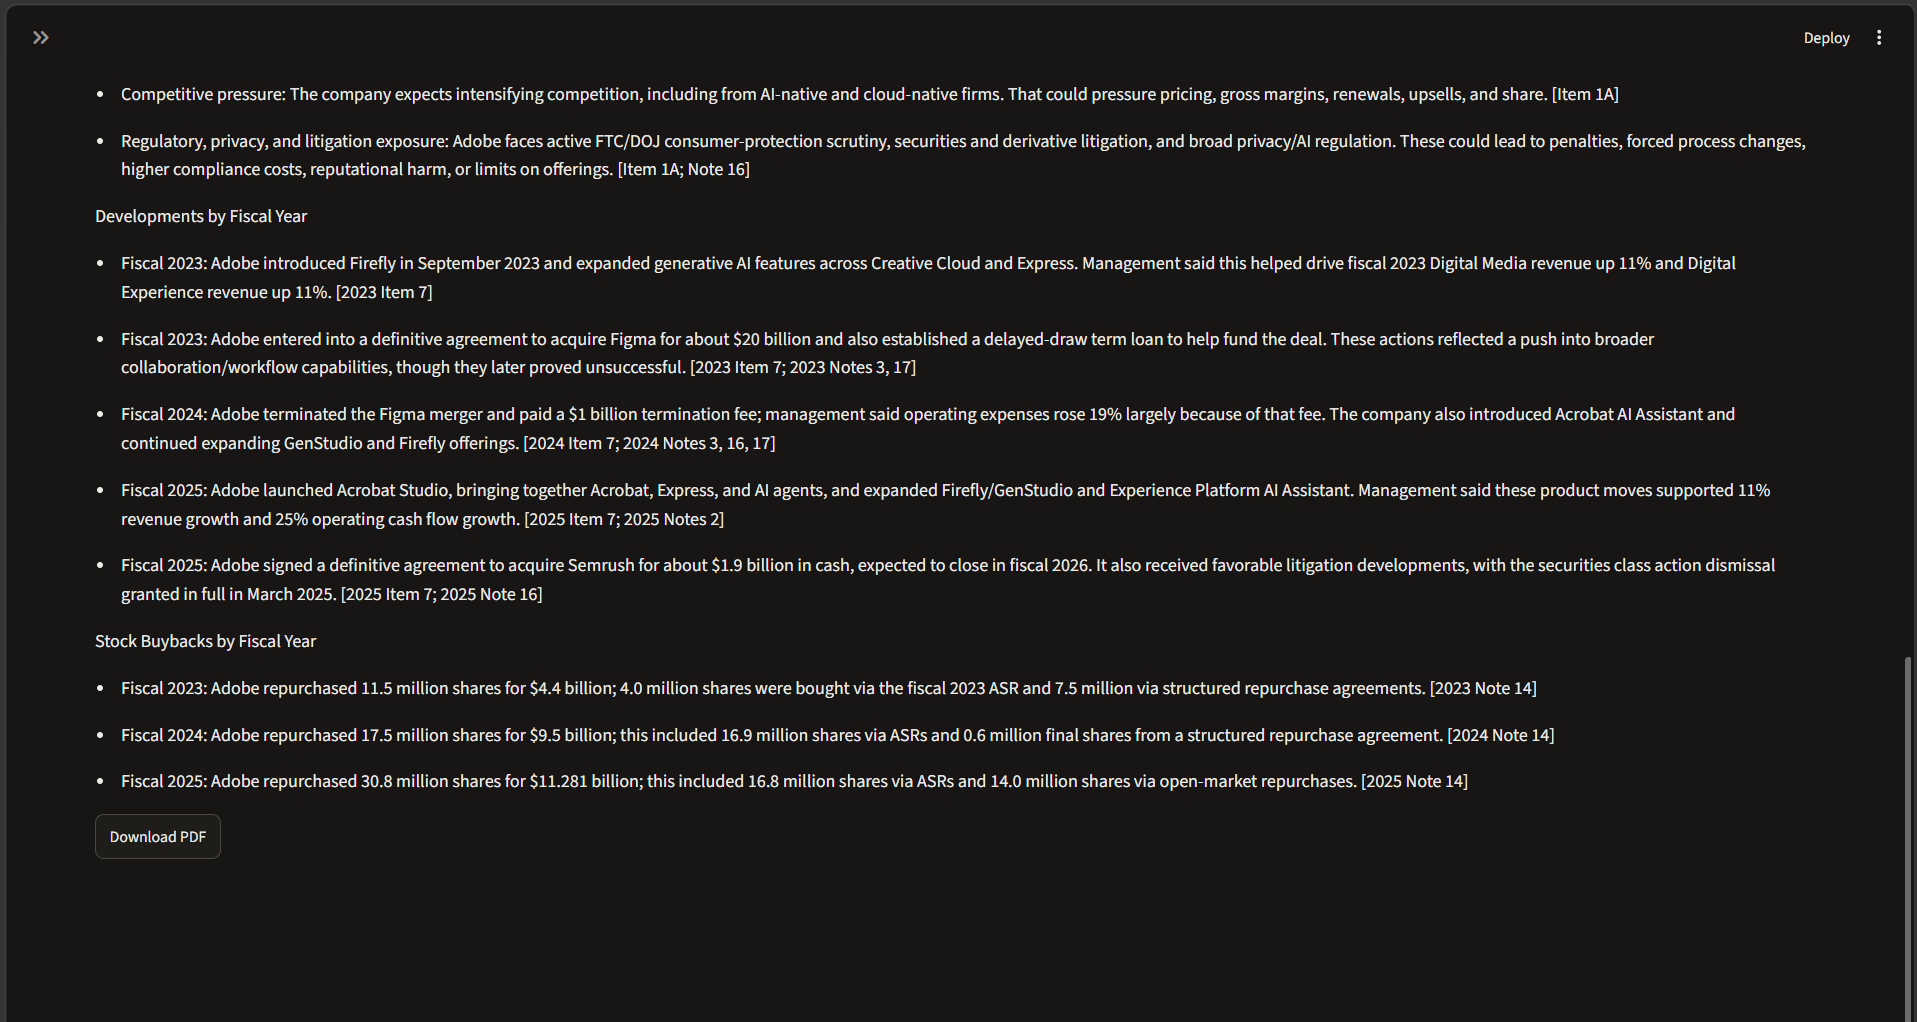 Deploy
• Competitive pressure: The company expects intensifying competition, including from AI-native and cloud-native firms. That could pressure pricing, gross margins, renewals, upsells, and share. [Item 1A]
• Regulatory, privacy, and litigation exposure: Adobe faces active FTC/DOJ consumer-protection scrutiny, securities and derivative litigation, and broad privacy/AI regulation. These could lead to penalties, forced process changes,
higher compliance costs, reputational harm, or limits on offerings. [Item 1A; Note 16]
Developments by Fiscal Year
• Fiscal 2023: Adobe introduced Firefly in September 2023 and expanded generative AI features across Creative Cloud and Express. Management said this helped drive fiscal 2023 Digital Media revenue up 11% and Digital
Experience revenue up 11%. [2023 Item 7]
• Fiscal 2023: Adobe entered into a definitive agreement to acquire Figma for about $20 billion and also established a delayed-draw term loan to help fund the deal. These actions reflected a push into broader
collaboration/workflow capabilities, though they later proved unsuccessful. [2023 Item 7; 2023 Notes 3, 17]
• Fiscal 2024: Adobe terminated the Figma merger and paid a $1 billion termination fee; management said operating expenses rose 19% largely because of that fee. The company also introduced Acrobat AI Assistant and
continued expanding GenStudio and Firefly offerings. [2024 Item 7; 2024 Notes 3, 16, 17]
• Fiscal 2025: Adobe launched Acrobat Studio, bringing together Acrobat, Express, and AI agents, and expanded Firefly/GenStudio and Experience Platform AI Assistant. Management said these product moves supported 11%
revenue growth and 25% operating cash flow growth. [2025 Item 7; 2025 Notes 2]
• Fiscal 2025: Adobe signed a definitive agreement to acquire Semrush for about $1.9 billion in cash, expected to close in fiscal 2026. It also received favorable litigation developments, with the securities class action dismissal
granted in full in March 2025. [2025 Item 7; 2025 Note 16]
Stock Buybacks by Fiscal Year
• Fiscal 2023: Adobe repurchased 11.5 million shares for $4.4 billion; 4.0 million shares were bought via the fiscal 2023 ASR and 7.5 million via structured repurchase agreements. [2023 Note 14]
• Fiscal 2024: Adobe repurchased 17.5 million shares for $9.5 billion; this included 16.9 million shares via ASRs and 0.6 million final shares from a structured repurchase agreement. [2024 Note 14]
• Fiscal 2025: Adobe repurchased 30.8 million shares for $11.281 billion; this included 16.8 million shares via ASRs and 14.0 million shares via open-market repurchases. [2025 Note 14]
Download PDF